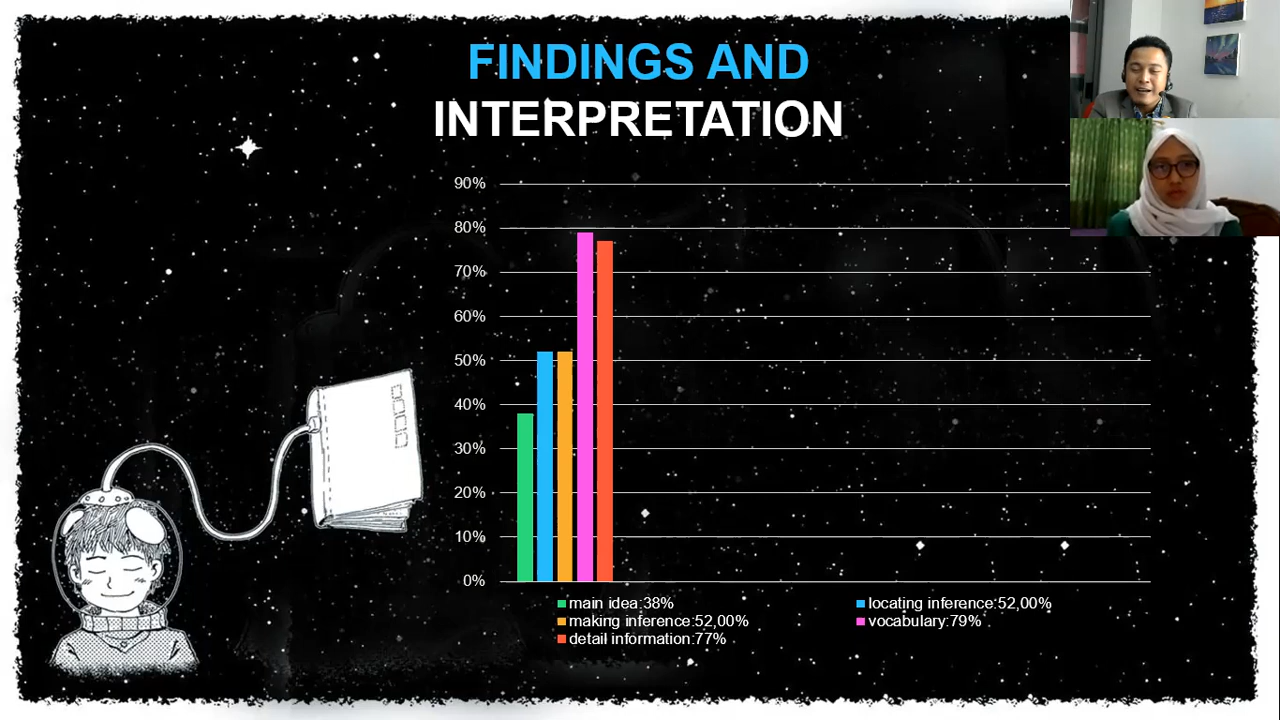 FINDINGS AND
INTERPRETATION
90%
80%
70%
60%
50%
40%
30%
20%
10%
0%
main idea:38%
locating inference:52,00%
making inference:52,00%
vocabulary:79%
detail information:77%